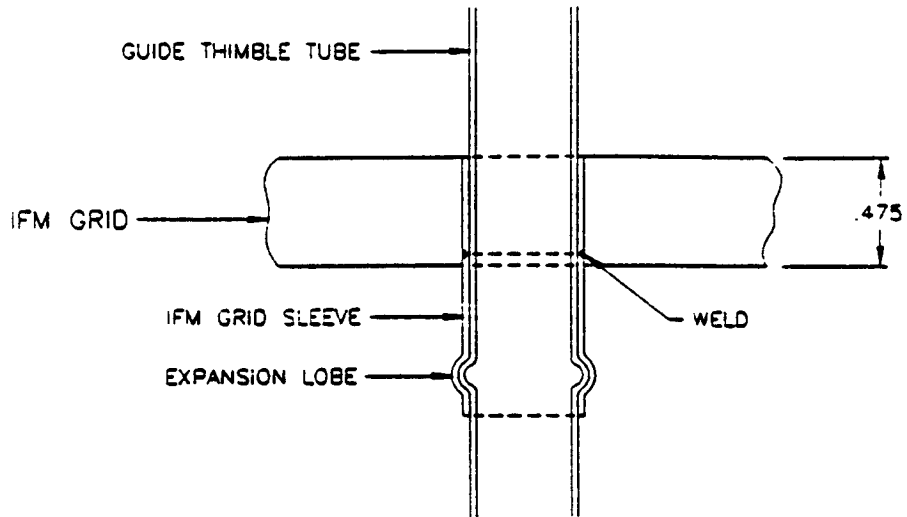 GUIDE THIMBLE TUBE
IFM GRID
.475
IFM GRID SLEEVE
WELD
EXPANSION LOBE